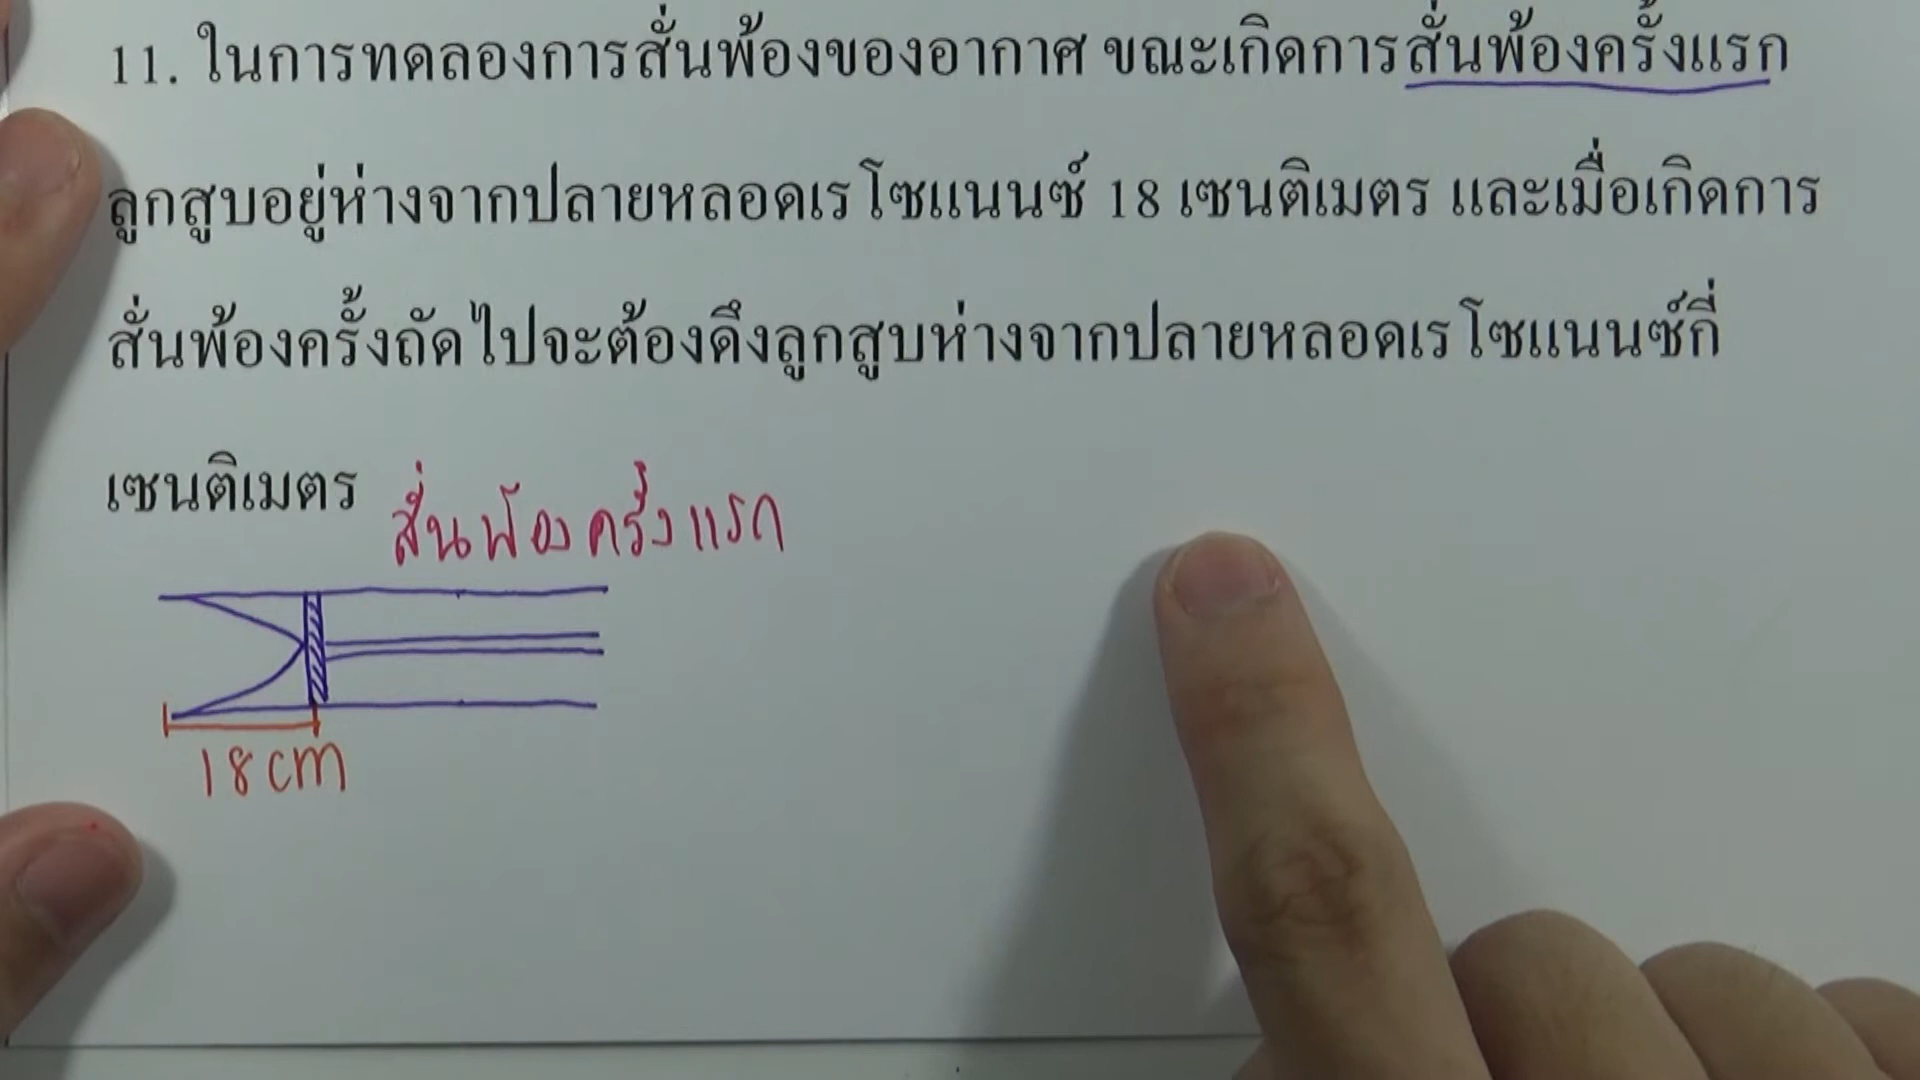 11. ในการทดลองการสั่นพ้องของอากาศ ขณะเกิดการสั่นพ้องครั้งแรก
ลูกสูบอยู่ห่างจากปลายหลอดเรโซแนนซ์ 18 เซนติเมตร และเมื่อเกิดการ
สั่นพ้องครั้งถัดไปจะต้องดึงลูกสูบห่างจากปลายหลอดเรโซแนนซ์กี่
เซนติเมตร
สั่นพ้องครั้งแรก
18 cm